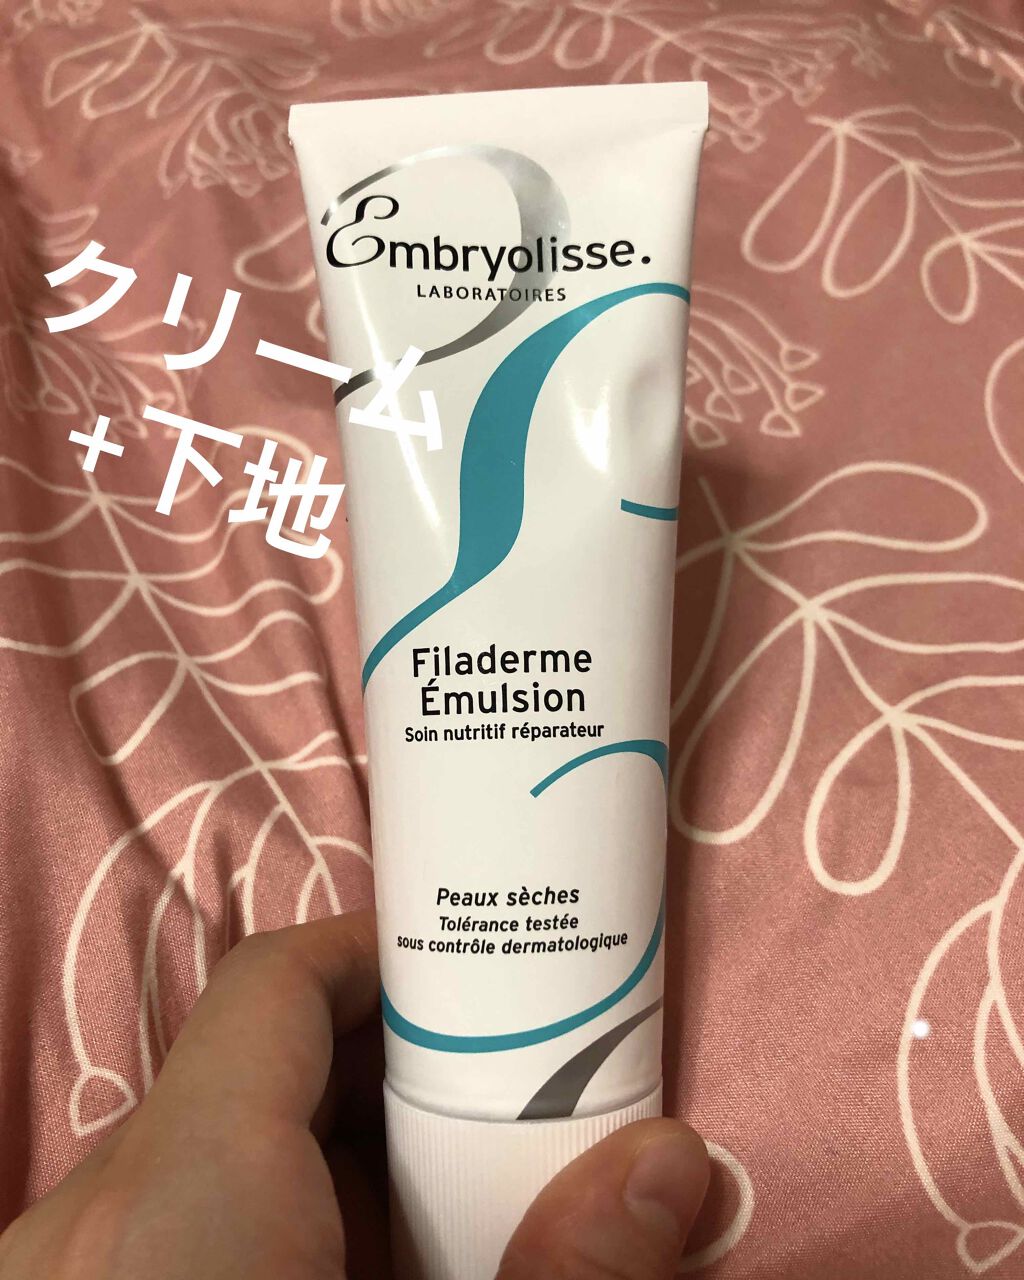 Embryolisse.
LABORATOIRES
クリーム
+下地
Filaderme
Émulsion
Soin nutritif réparateur
Peaux sèches
Tolérance testée
sous contrôle dermatologique